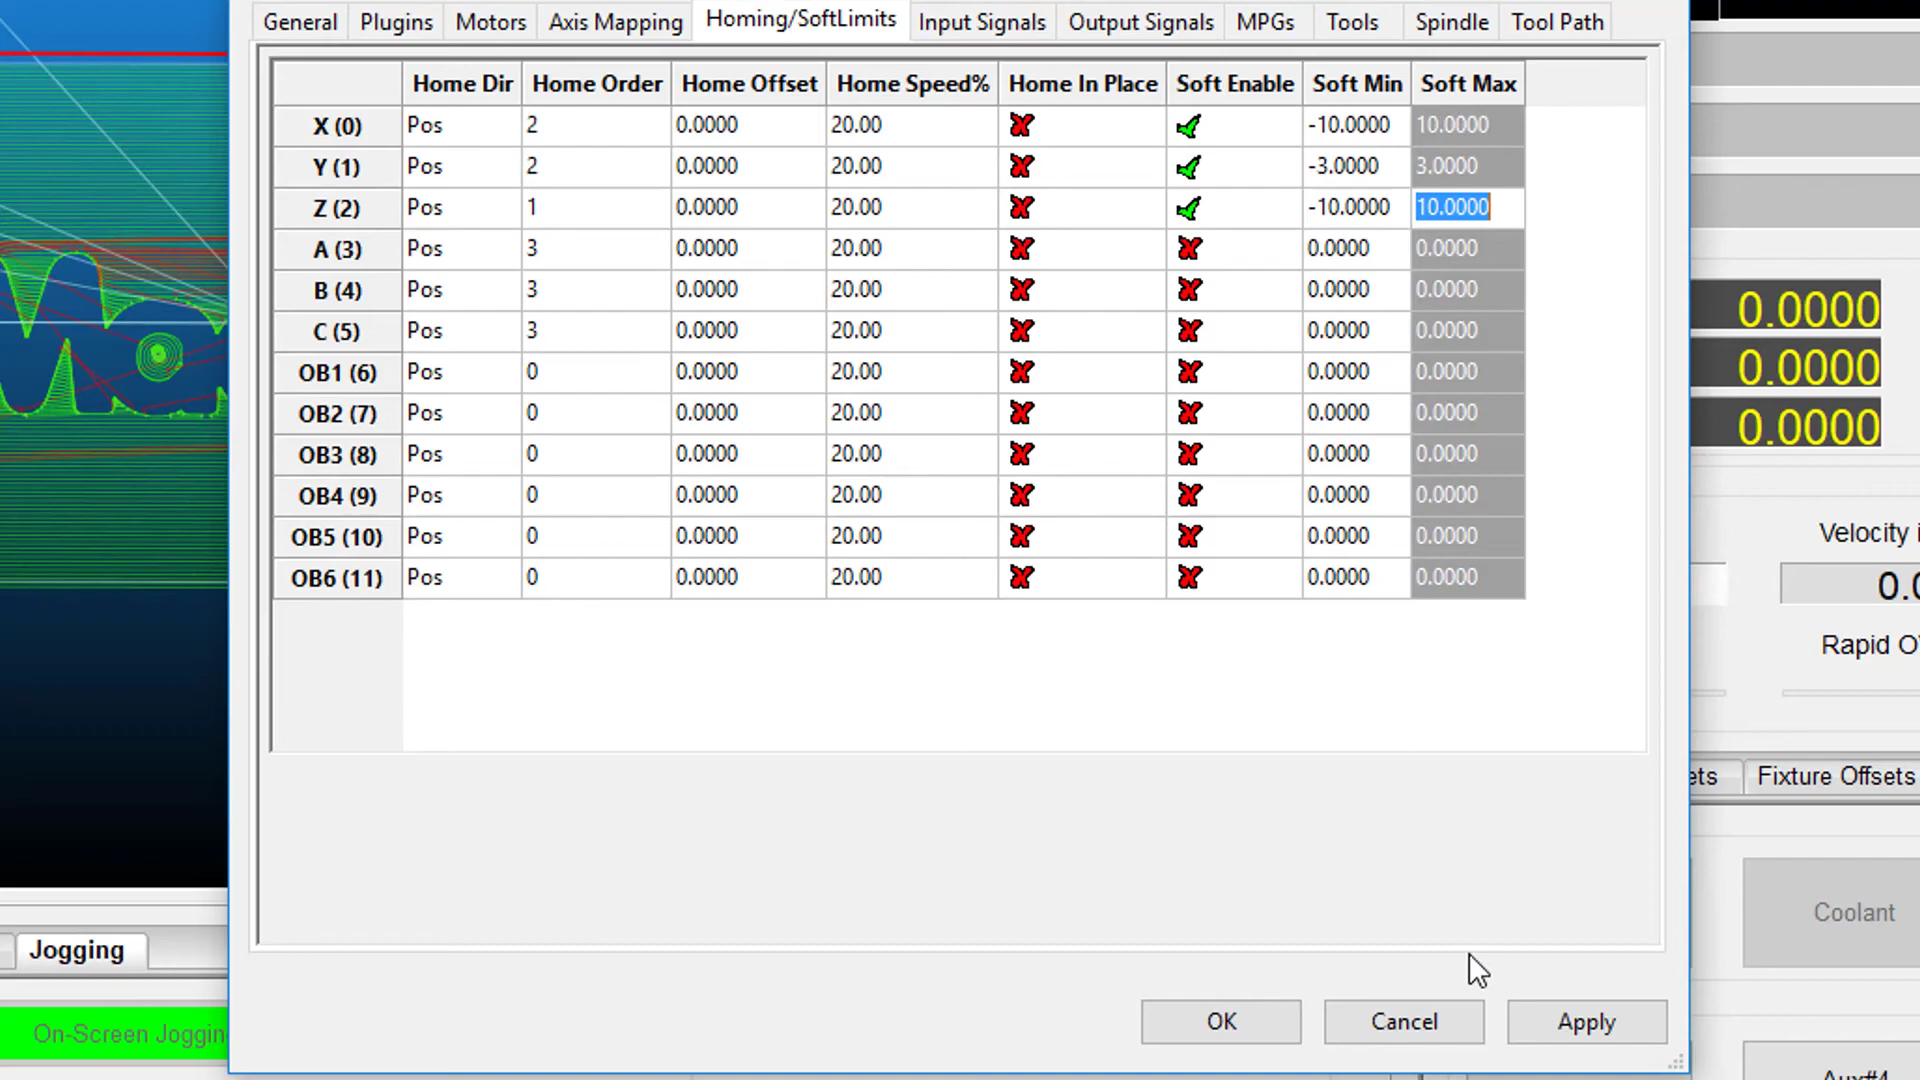 General Plugins Motors Axis Mapping Homing/SoftLimits Input Signals Output Signals MPGs Tools Spindle Tool Path
Home Dir Home Order Home Offset Home Speed% Home In Place Soft Enable Soft Min Soft Max
X (0) Pos 2 0.0000 20.00 -10.0000 10.0000
Y (1) Pos 2 0.0000 20.00 -3.0000 3.0000
Z (2) Pos 1 0.0000 20.00 -10.0000 10.0000
A (3) Pos 3 0.0000 20.00 0.0000 0.0000
B (4) Pos 3 0.0000 20.00 0.0000 0.0000
C (5) Pos 3 0.0000 20.00 0.0000 0.0000
OB1 (6) Pos 0 0.0000 20.00 0.0000 0.0000
OB2 (7) Pos 0 0.0000 20.00 0.0000 0.0000
OB3 (8) Pos 0 0.0000 20.00 0.0000 0.0000
OB4 (9) Pos 0 0.0000 20.00 0.0000 0.0000
OB5 (10) Pos 0 0.0000 20.00 0.0000 0.0000
OB6 (11) Pos 0 0.0000 20.00 0.0000 0.0000
OK Cancel Apply
0.0000
0.0000
0.0000
Velocity
0.0
Rapid
Fixture Offsets
Coolant
Jogging
On-Screen